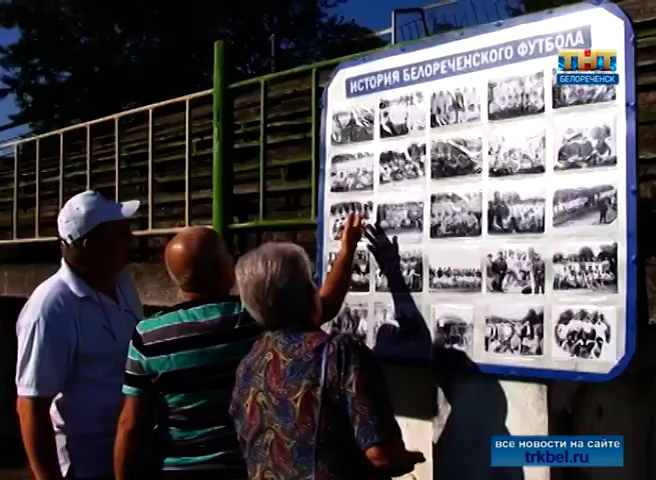 ИСТОРИЯ БЕЛОРЕЧЕНСКОГО ФУТБОЛА
ТНТ
БЕЛОРЕЧЕНСК
все новости на сайте
trkbel.ru